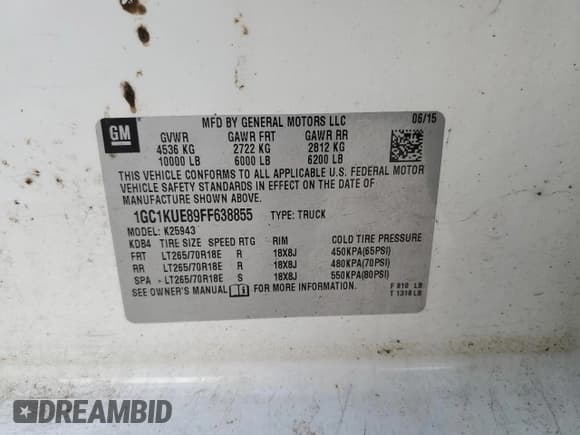 GM
MFD BY GENERAL MOTORS LLC 06/15
GVWR GAWR FRT GAWR RR
4536 KG 2722 KG 2812 KG
10000 LB 6000 LB 6200 LB
THIS VEHICLE CONFORMS TO ALL APPLICABLE U.S. FEDERAL MOTOR
VEHICLE SAFETY STANDARDS IN EFFECT ON THE DATE OF
MANUFACTURE SHOWN ABOVE.
1GC1KUE89FF638855 TYPE: TRUCK
MODEL: K25943
KDB4 TIRE SIZE SPEED RTG RIM COLD TIRE PRESSURE
FRT LT265/70R18E R 18X8J 450KPA(65PSI)
RR LT265/70R18E R 18X8J 480KPA(70PSI)
SPA LT265/70R18E S 18X8J 550KPA(80PSI)
SEE OWNER'S MANUAL FOR MORE INFORMATION
F 810 LB
T 1318 LB
DREAMBID